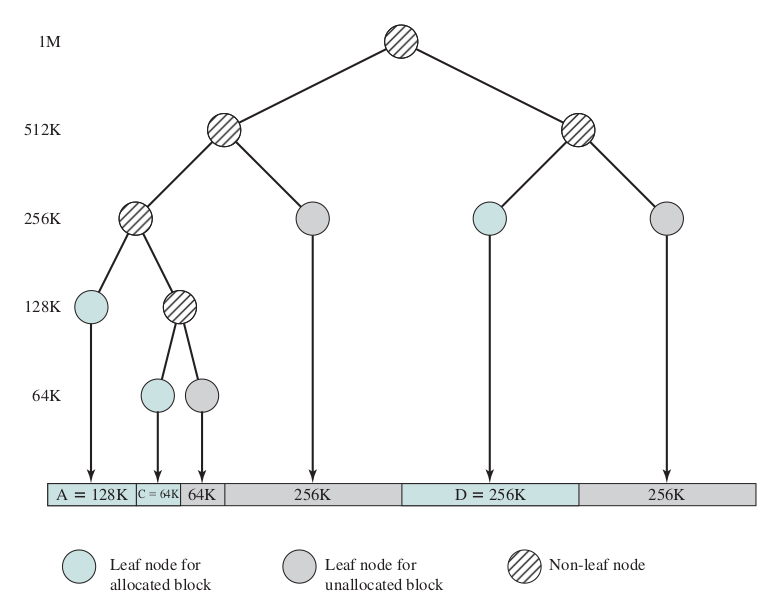 1M
512K
256K
128K
64K
A = 128K C = 64K 64K 256K D = 256K 256K
Leaf node for
allocated block
Leaf node for
unallocated block
Non-leaf node